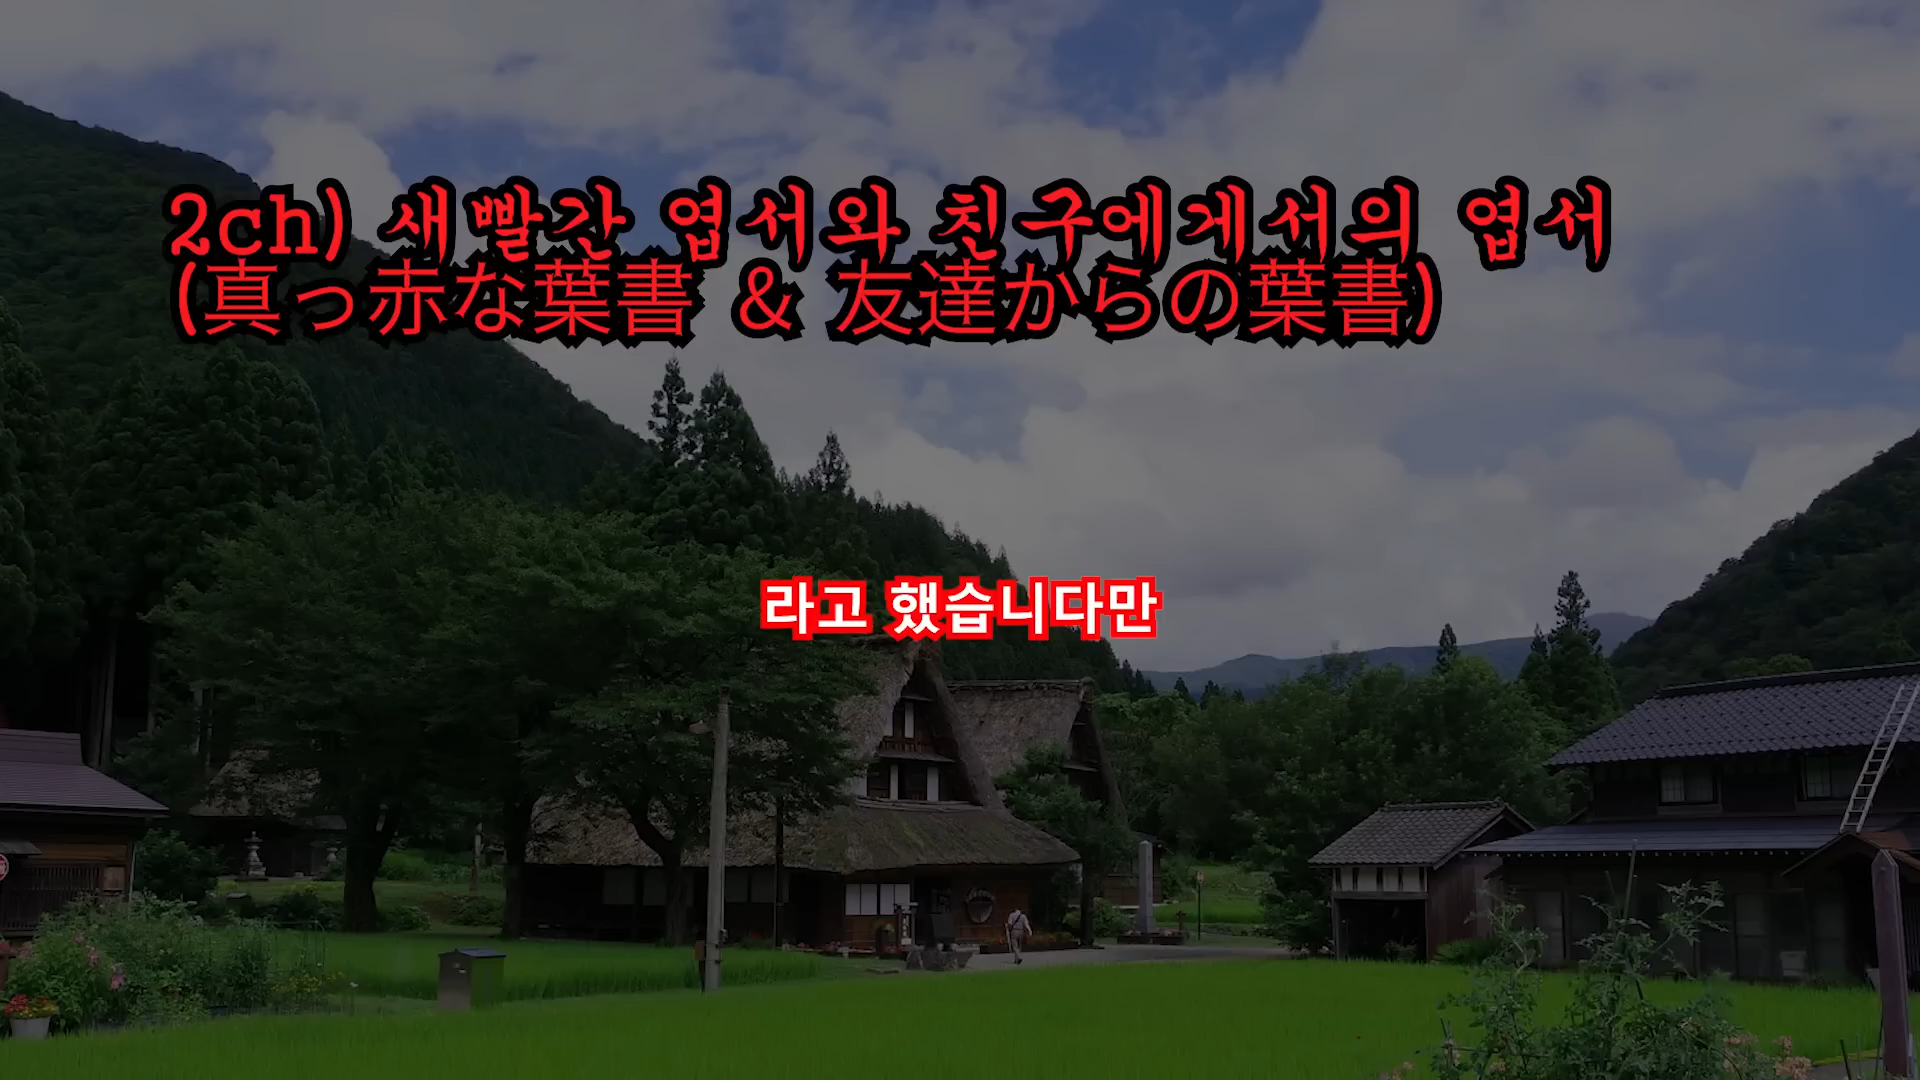 2ch) 새빨간 엽서와 친구에게서의 엽서
(真っ赤な葉書 & 友達からの葉書)
라고 했습니다만